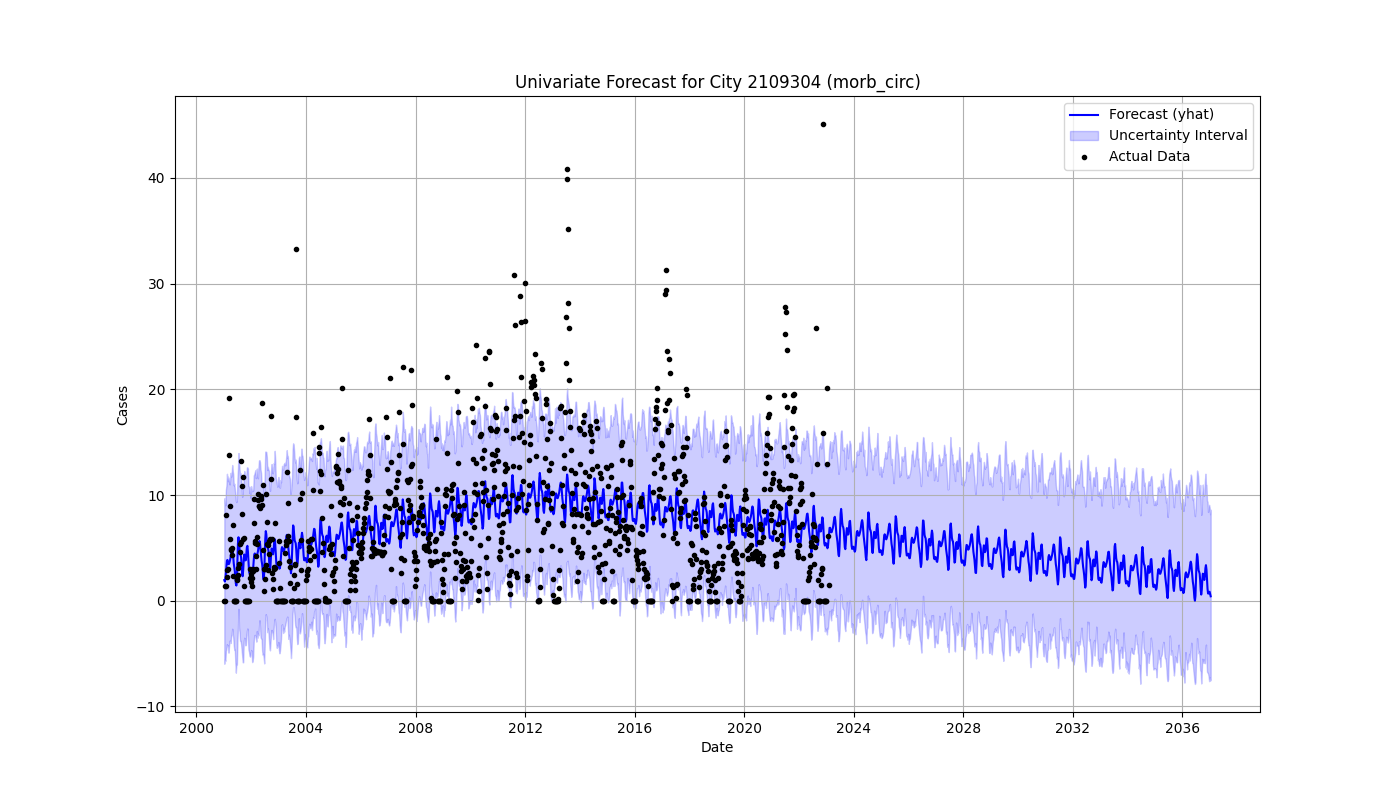 Univariate Forecast for City 2109304 (morb_circ)
Forecast (yhat)
Uncertainty Interval
Actual Data
Cases
40
30
20
10
0
−10
2000 2004 2008 2012 2016 2020 2024 2028 2032 2036
Date